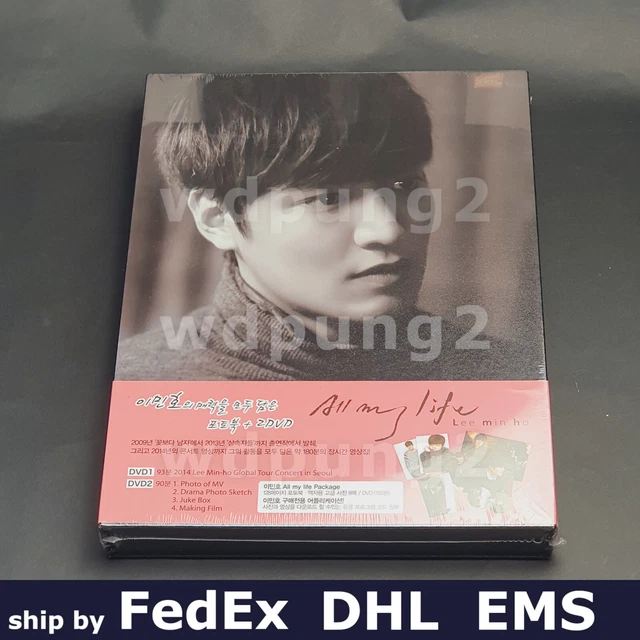 wdpung2
wdpung2
이민호의 매력을 모두 담은
포토북 + 2DVD
All my life
Lee min ho
2009년 '꽃보다 남자'에서 2013년 '상속자들'까지 출연작에서 발췌,
그리고 2014년의 콘서트 영상까지 그의 활동을 모두 담은 약 180분의 장시간 영상집!
wdpung2
DVD1 93분 2014 Lee Min-ho Global Tour Concert in Seoul
DVD2 90분 1. Photo of MV
2. Drama Photo Sketch
3. Juke Box
4. Making Film
이민호 All my life Package
이민호 구매전용 어플리케이션!
ship by FedEx DHL EMS